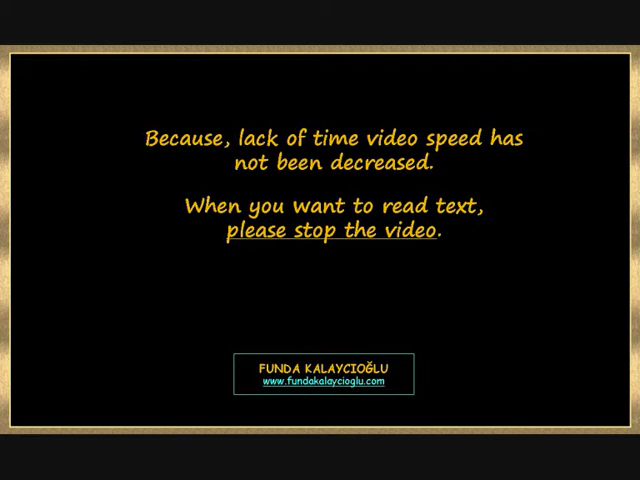 Because, lack of time video speed has
not been decreased.
When you want to read text,
please stop the video.
FUNDA KALAYCIOĞLU
www.fundakalaycioglu.com